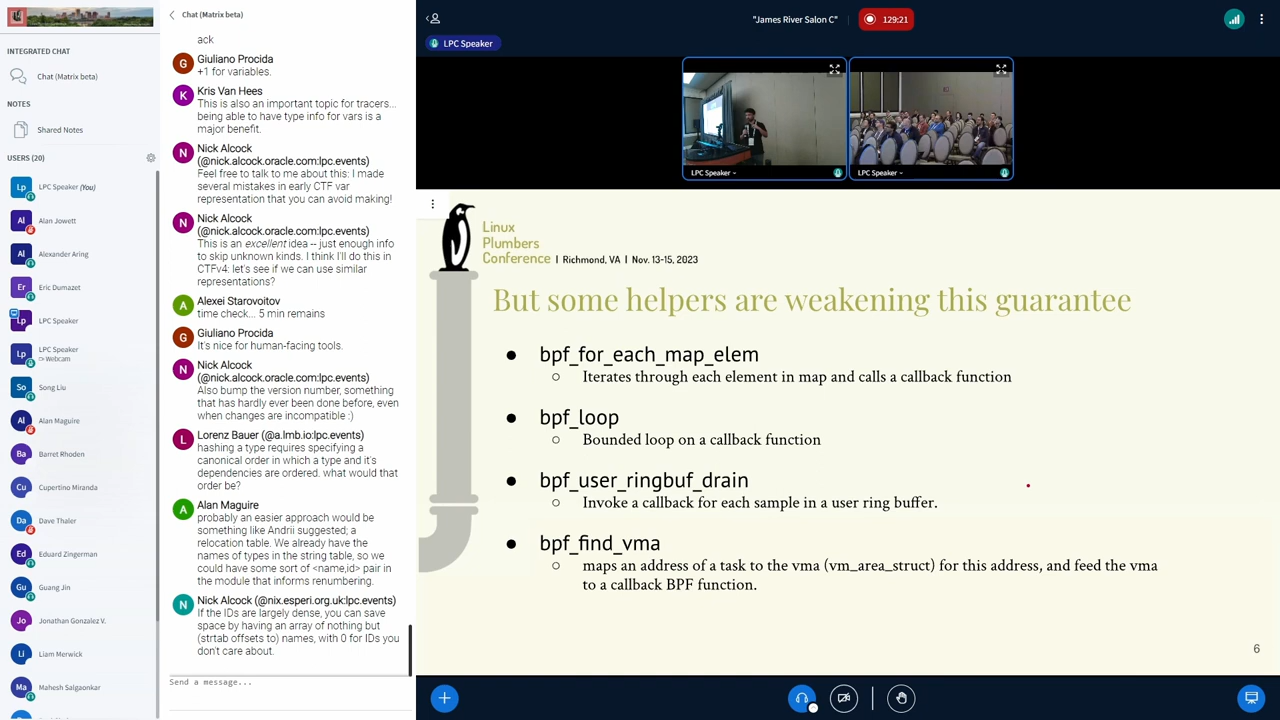 INTEGRATED CHAT
Chat (Matrix beta)
NOTES
Shared Notes
USERS (20)
Lp LPC Speaker (You)
Al Alan Jowett
Al Alexander Aring
Er Eric Dumazet
Lp LPC Speaker
Lp LPC Speaker
Webcam
So Song Liu
Al Alan Maguire
Ba Barret Rhoden
Cu Cupertino Miranda
Da Dave Thaler
Ed Eduard Zingerman
Gu Guang Jin
Jo Jonathan Gonzalez V.
Li Liam Merwick
Ma Mahesh Salgaonkar
Chat (Matrix beta)
ack
G Giuliano Procida
+1 for variables.
K Kris Van Hees
This is also an important topic for tracers...
being able to have type info for vars is a
major benefit.
N Nick Alcock
(@nick.alcock.oracle.com:lpc.events)
Feel free to talk to me about this: I made
several mistakes in early CTF var
representation that you can avoid making!
N Nick Alcock
(@nick.alcock.oracle.com:lpc.events)
This is an excellent idea -- just enough info
to skip unknown kinds. I think I'll do this in
CTFv4: let's see if we can use similar
representations?
A Alexei Starovoitov
time check... 5 min remains
G Giuliano Procida
It's nice for human-facing tools.
N Nick Alcock
(@nick.alcock.oracle.com:lpc.events)
Also bump the version number, something
that has hardly ever been done before, even
when changes are incompatible :)
L Lorenz Bauer (@a.lmb.io:lpc.events)
hashing a type requires specifying a
canonical order in which a type and it's
dependencies are ordered. what would that
order be?
A Alan Maguire
probably an easier approach would be
something like Andrii suggested; a
relocation table. We already have the
names of types in the string table, so we
could have some sort of <name,id> pair in
the module that informs renumbering.
N Nick Alcock (@nix.esperi.org.uk:lpc.events)
If the IDs are largely dense, you can save
space by having an array of nothing but
(strtab offsets to) names, with 0 for IDs you
don't care about.
Send a message...
"James River Salon C"
129:21
LPC Speaker
LPC Speaker
LPC Speaker
Linux
Plumbers
Conference | Richmond, VA | Nov. 13-15, 2023
But some helpers are weakening this guarantee
● bpf_for_each_map_elem
○ Iterates through each element in map and calls a callback function
● bpf_loop
○ Bounded loop on a callback function
● bpf_user_ringbuf_drain
○ Invoke a callback for each sample in a user ring buffer.
● bpf_find_vma
○ maps an address of a task to the vma (vm_area_struct) for this address, and feed the vma
to a callback BPF function.
6